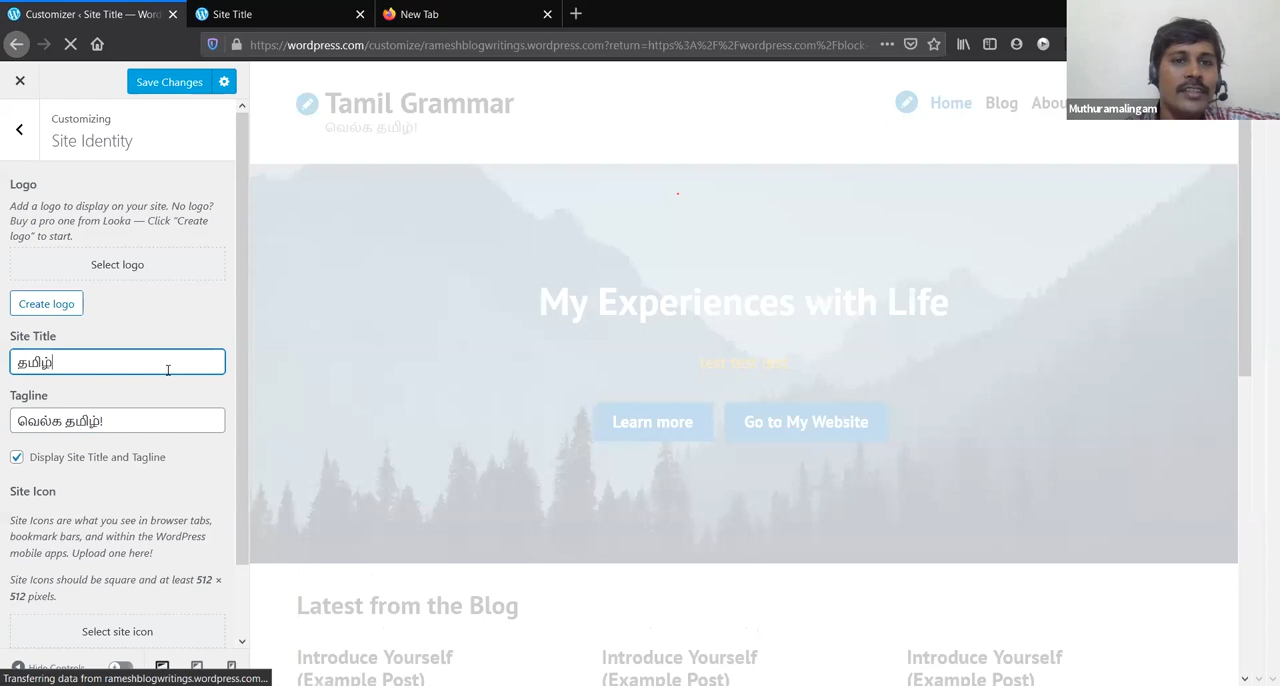 Customizer ‹ Site Title — Word
Site Title
New Tab
https://wordpress.com/customize/rameshblogwritings.wordpress.com?return=https%3A%2F%2Fwordpress.com%2Fblock-
Muthuramalingam
Save Changes
Customizing
Site Identity
Logo
Add a logo to display on your site. No logo?
Buy a pro one from Looka — Click "Create
logo" to start.
Select logo
Create logo
Site Title
தமிழ்
Tagline
வெல்க தமிழ்!
Display Site Title and Tagline
Site Icon
Site Icons are what you see in browser tabs,
bookmark bars, and within the WordPress
mobile apps. Upload one here!
Site Icons should be square and at least 512 ×
512 pixels.
Select site icon
Hide Controls
Transferring data from rameshblogwritings.wordpress.com...
Tamil Grammar
வெல்க தமிழ்!
Home Blog Abou
My Experiences with LIfe
Learn more
Go to My Website
Latest from the Blog
Introduce Yourself Introduce Yourself Introduce Yourself
(Example Post) (Example Post) (Example Post)